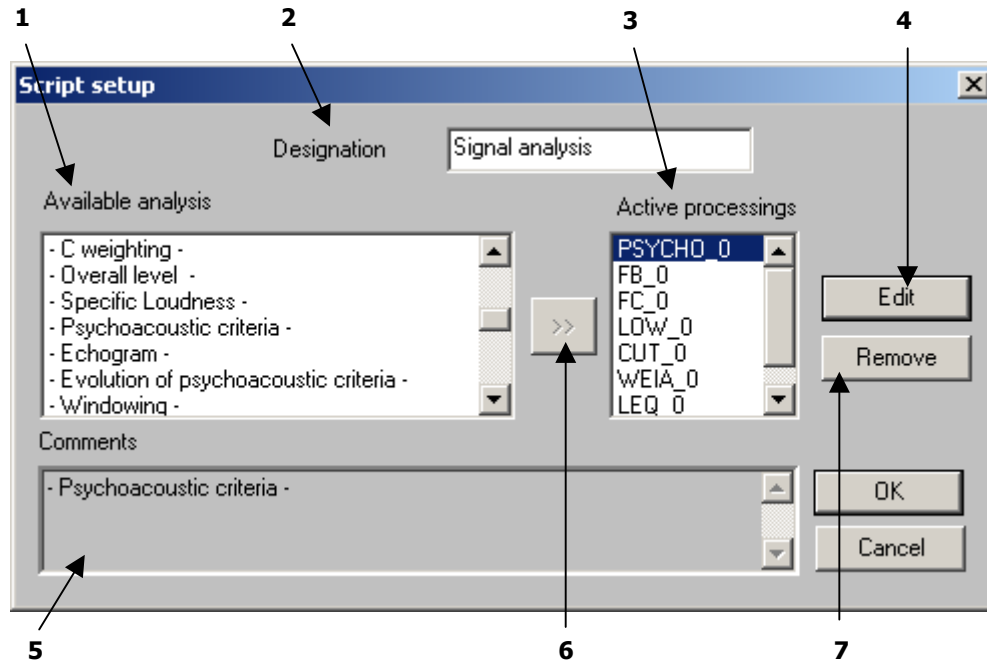 1 2 3 4
Script setup
Designation Signal analysis
Available analysis
Active processings
- C weighting -
- Overall level -
- Specific Loudness -
- Psychoacoustic criteria -
- Echogram -
- Evolution of psychoacoustic criteria -
- Windowing -
>>
PSYCHO_0
FB_0
FC_0
LOW_0
CUT_0
WEIA_0
LEQ_0
Edit
Remove
Comments
- Psychoacoustic criteria -
OK
Cancel
5 6 7